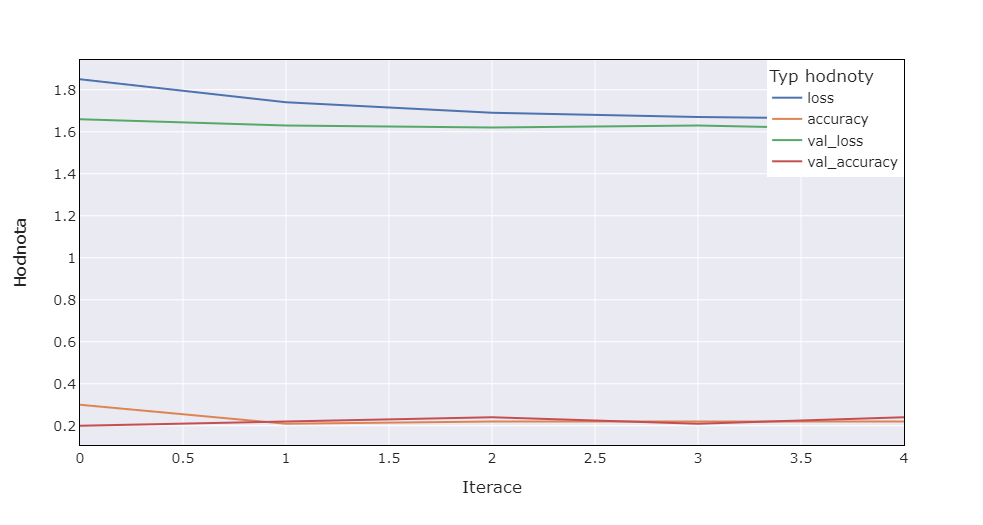 Typ hodnoty
loss
accuracy
val_loss
val_accuracy
1.8
1.6
1.4
1.2
1
0.8
0.6
0.4
0.2
Hodnota
0 0.5 1 1.5 2 2.5 3 3.5 4
Iterace